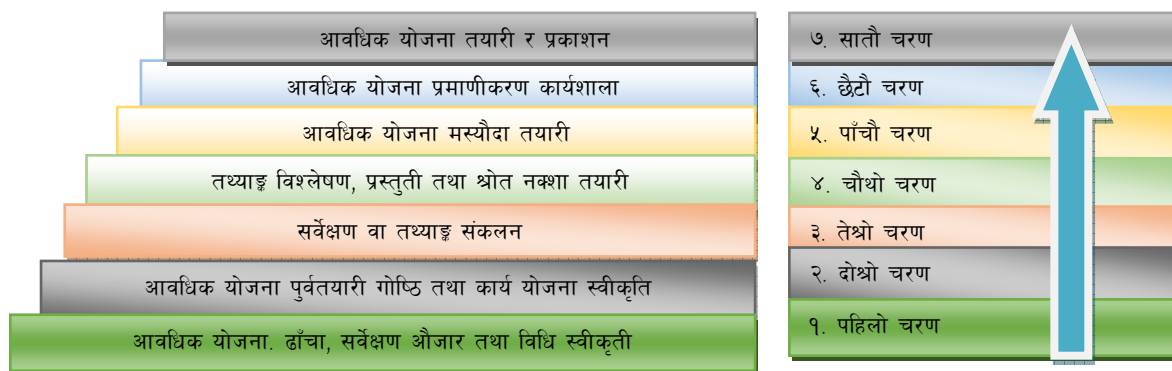 आवधिक योजना तयारी र प्रकाशन
७. सातौ चरण
आवधिक योजना प्रमाणीकरण कार्यशाला
६. छैटौ चरण
आवधिक योजना मस्यौदा तयारी
५. पाँचौ चरण
तथ्याङ्क विश्लेषण, प्रस्तुती तथा श्रोत नक्शा तयारी
४. चौथो चरण
सर्वेक्षण वा तथ्याङ्क संकलन
३. तेश्रो चरण
आवधिक योजना पुर्वतयारी गोष्ठि तथा कार्य योजना स्वीकृति
२. दोश्रो चरण
आवधिक योजना. ढाँचा, सर्वेक्षण औजार तथा विधि स्वीकृती
१. पहिलो चरण